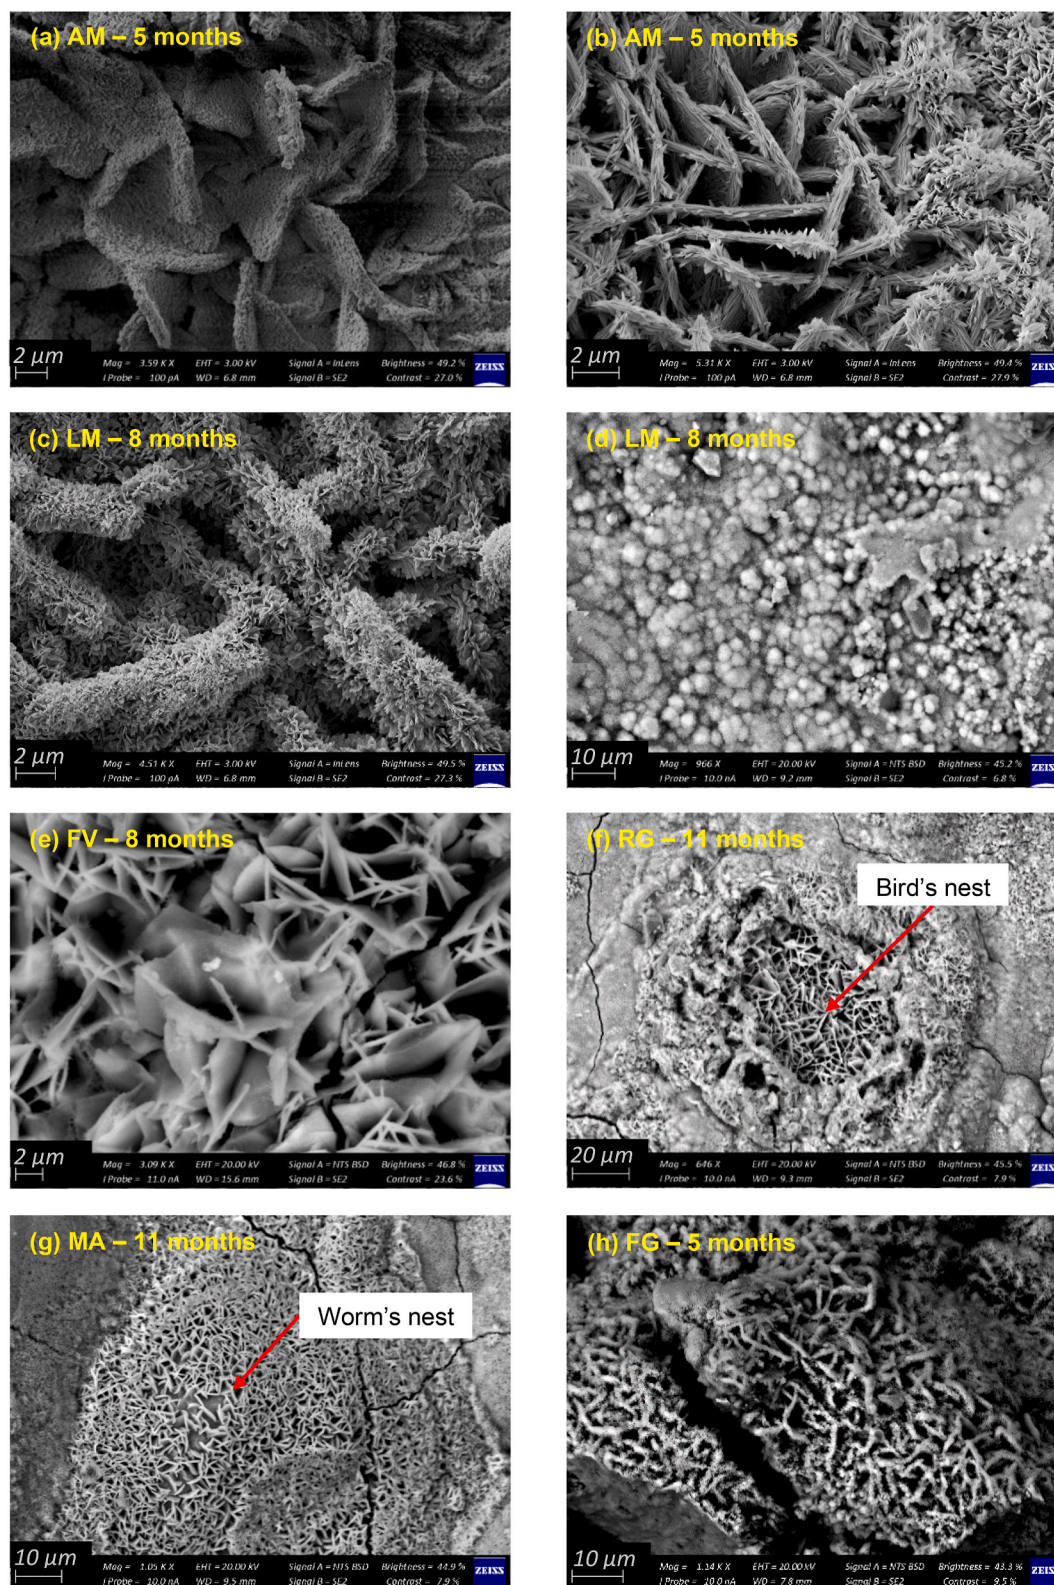 (a) AM – 5 months
2 μm
Mag = 3.59 K X EHT = 3.00 kV Signal A = InLens Brightness = 49.2 %
I Probe = 100 pA WD = 6.8 mm Signal B = SE2 Contrast = 27.0 %
ZEISS
(b) AM – 5 months
2 μm
Mag = 5.31 K X EHT = 3.00 kV Signal A = InLens Brightness = 49.4 %
I Probe = 100 pA WD = 6.8 mm Signal B = SE2 Contrast = 27.9 %
ZEISS
(c) LM – 8 months
2 μm
Mag = 4.51 K X EHT = 3.00 kV Signal A = InLens Brightness = 49.5 %
I Probe = 100 pA WD = 6.8 mm Signal B = SE2 Contrast = 27.3 %
ZEISS
(d) LM – 8 months
10 μm
Mag = 966 X EHT = 20.00 kV Signal A = NTS BSD Brightness = 45.2 %
I Probe = 10.0 nA WD = 9.2 mm Signal B = SE2 Contrast = 6.8 %
ZEISS
(e) FV – 8 months
2 μm
Mag = 3.09 K X EHT = 20.00 kV Signal A = NTS BSD Brightness = 46.8 %
I Probe = 11.0 nA WD = 15.6 mm Signal B = SE2 Contrast = 23.6 %
ZEISS
(f) RG – 11 months
Bird's nest
20 μm
Mag = 646 X EHT = 20.00 kV Signal A = NTS BSD Brightness = 45.5 %
I Probe = 10.0 nA WD = 9.3 mm Signal B = SE2 Contrast = 7.9 %
ZEISS
(g) MA – 11 months
Worm's nest
10 μm
Mag = 1.05 K X EHT = 20.00 kV Signal A = NTS BSD Brightness = 44.9 %
I Probe = 10.0 nA WD = 9.5 mm Signal B = SE2 Contrast = 7.9 %
ZEISS
(h) FG – 5 months
10 μm
Mag = 1.14 K X EHT = 20.00 kV Signal A = NTS BSD Brightness = 43.3 %
I Probe = 10.0 nA WD = 7.8 mm Signal B = SE2 Contrast = 9.5 %
ZEISS